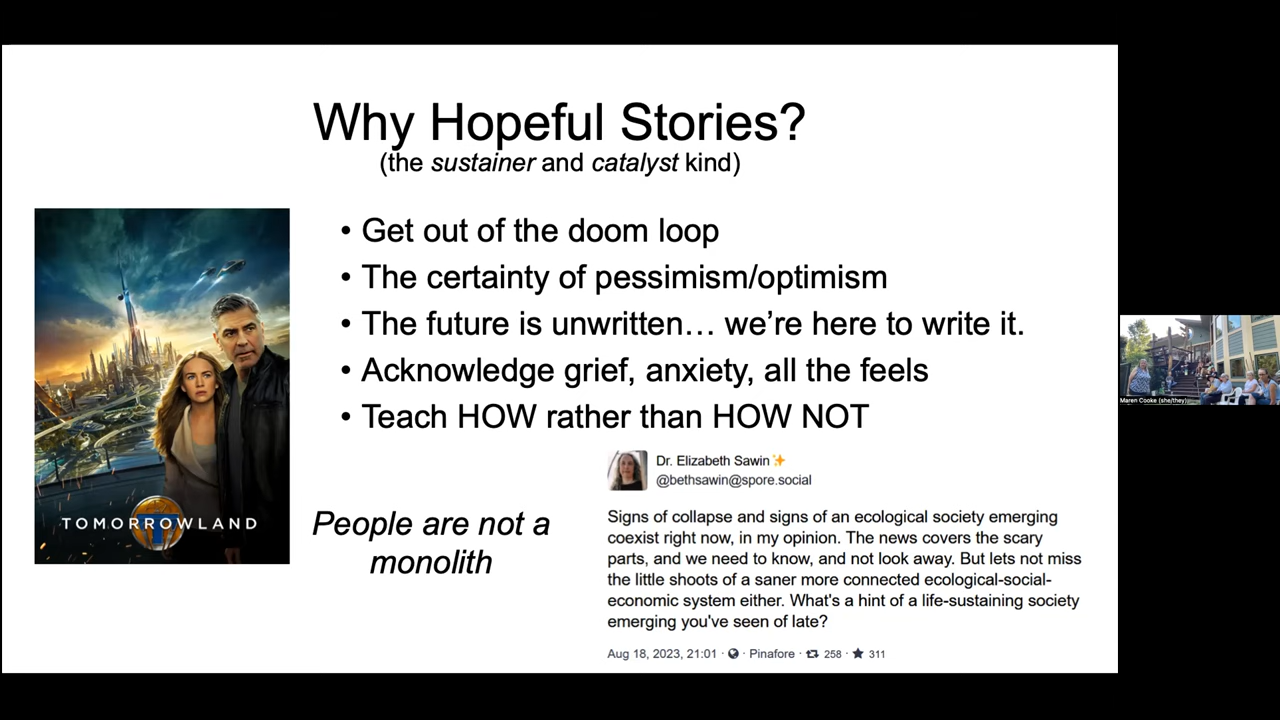 Why Hopeful Stories?
(the sustainer and catalyst kind)
• Get out of the doom loop
• The certainty of pessimism/optimism
• The future is unwritten… we’re here to write it.
• Acknowledge grief, anxiety, all the feels
• Teach HOW rather than HOW NOT
TOMORROWLAND
People are not a
monolith
Dr. Elizabeth Sawin✨
@bethsawin@spore.social
Signs of collapse and signs of an ecological society emerging
coexist right now, in my opinion. The news covers the scary
parts, and we need to know, and not look away. But lets not miss
the little shoots of a saner more connected ecological-social-
economic system either. What's a hint of a life-sustaining society
emerging you've seen of late?
Aug 18, 2023, 21:01 · Pinafore · 258 · 311
Maren Cooke (she/they)